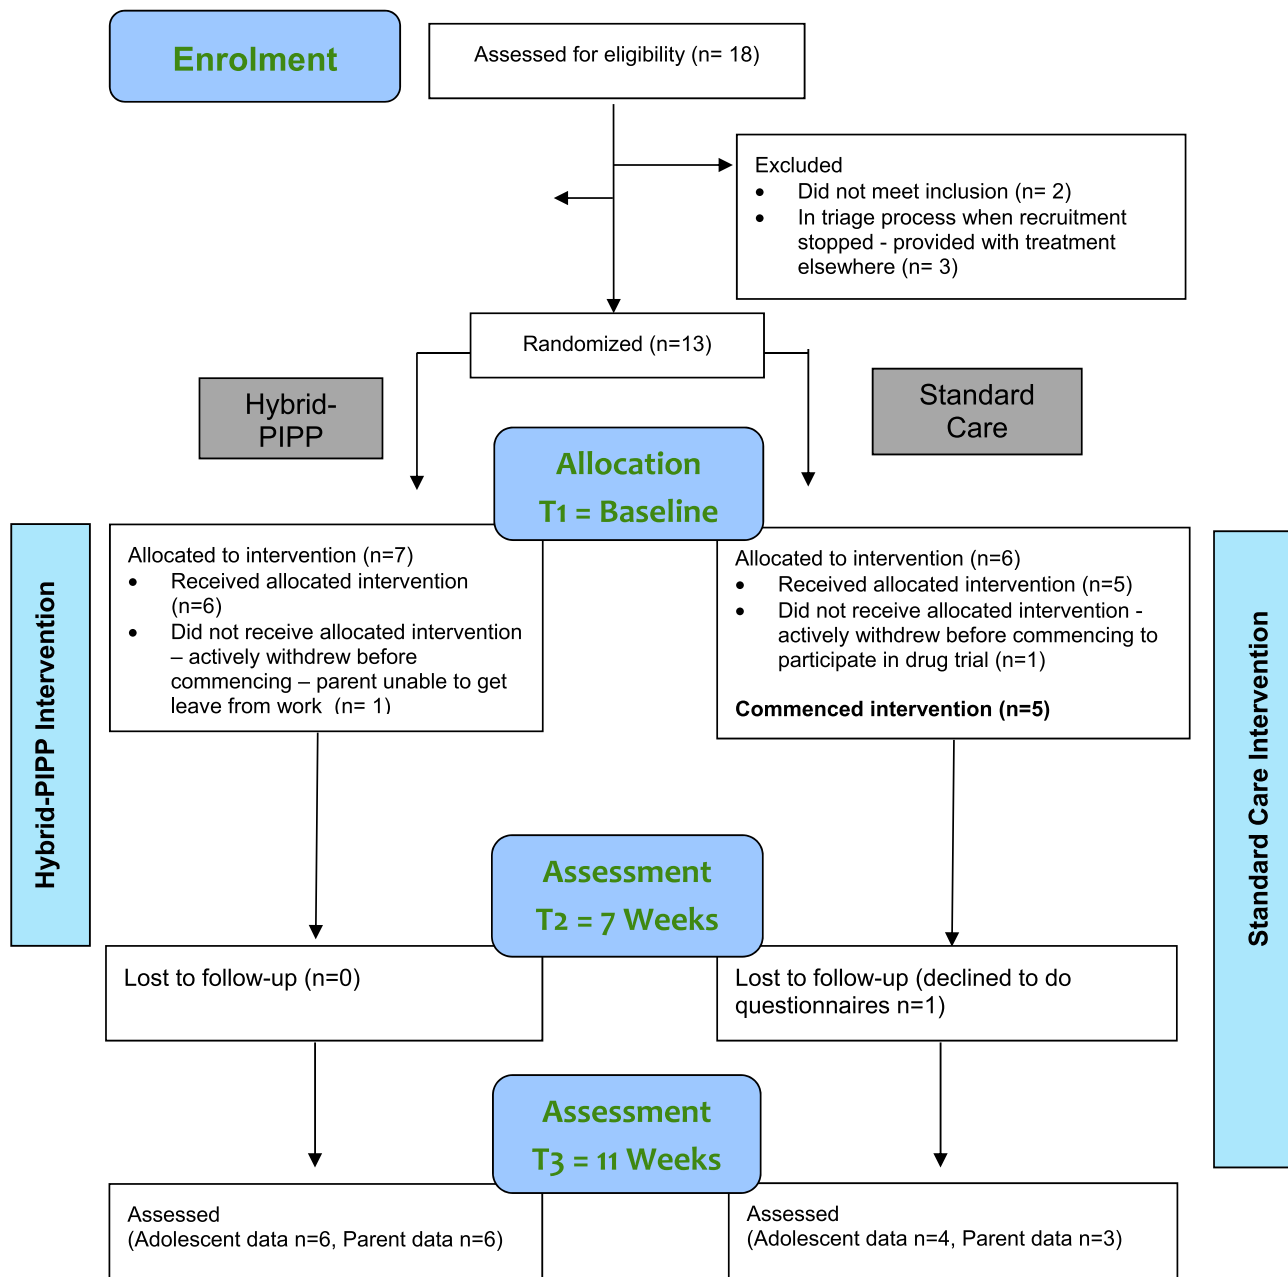 Enrolment
Assessed for eligibility (n= 18)
Excluded
• Did not meet inclusion (n= 2)
• In triage process when recruitment
stopped - provided with treatment
elsewhere (n= 3)
Randomized (n=13)
Hybrid-
PIPP
Standard
Care
Allocation
T1 = Baseline
Hybrid-PIPP Intervention
Allocated to intervention (n=7)
• Received allocated intervention
(n=6)
• Did not receive allocated intervention
– actively withdrew before
commencing – parent unable to get
leave from work (n= 1)
Allocated to intervention (n=6)
• Received allocated intervention (n=5)
• Did not receive allocated intervention -
actively withdrew before commencing to
participate in drug trial (n=1)
Commenced intervention (n=5)
Standard Care Intervention
Assessment
T2 = 7 Weeks
Lost to follow-up (n=0)
Lost to follow-up (declined to do
questionnaires n=1)
Assessment
T3 = 11 Weeks
Assessed
(Adolescent data n=6, Parent data n=6)
Assessed
(Adolescent data n=4, Parent data n=3)